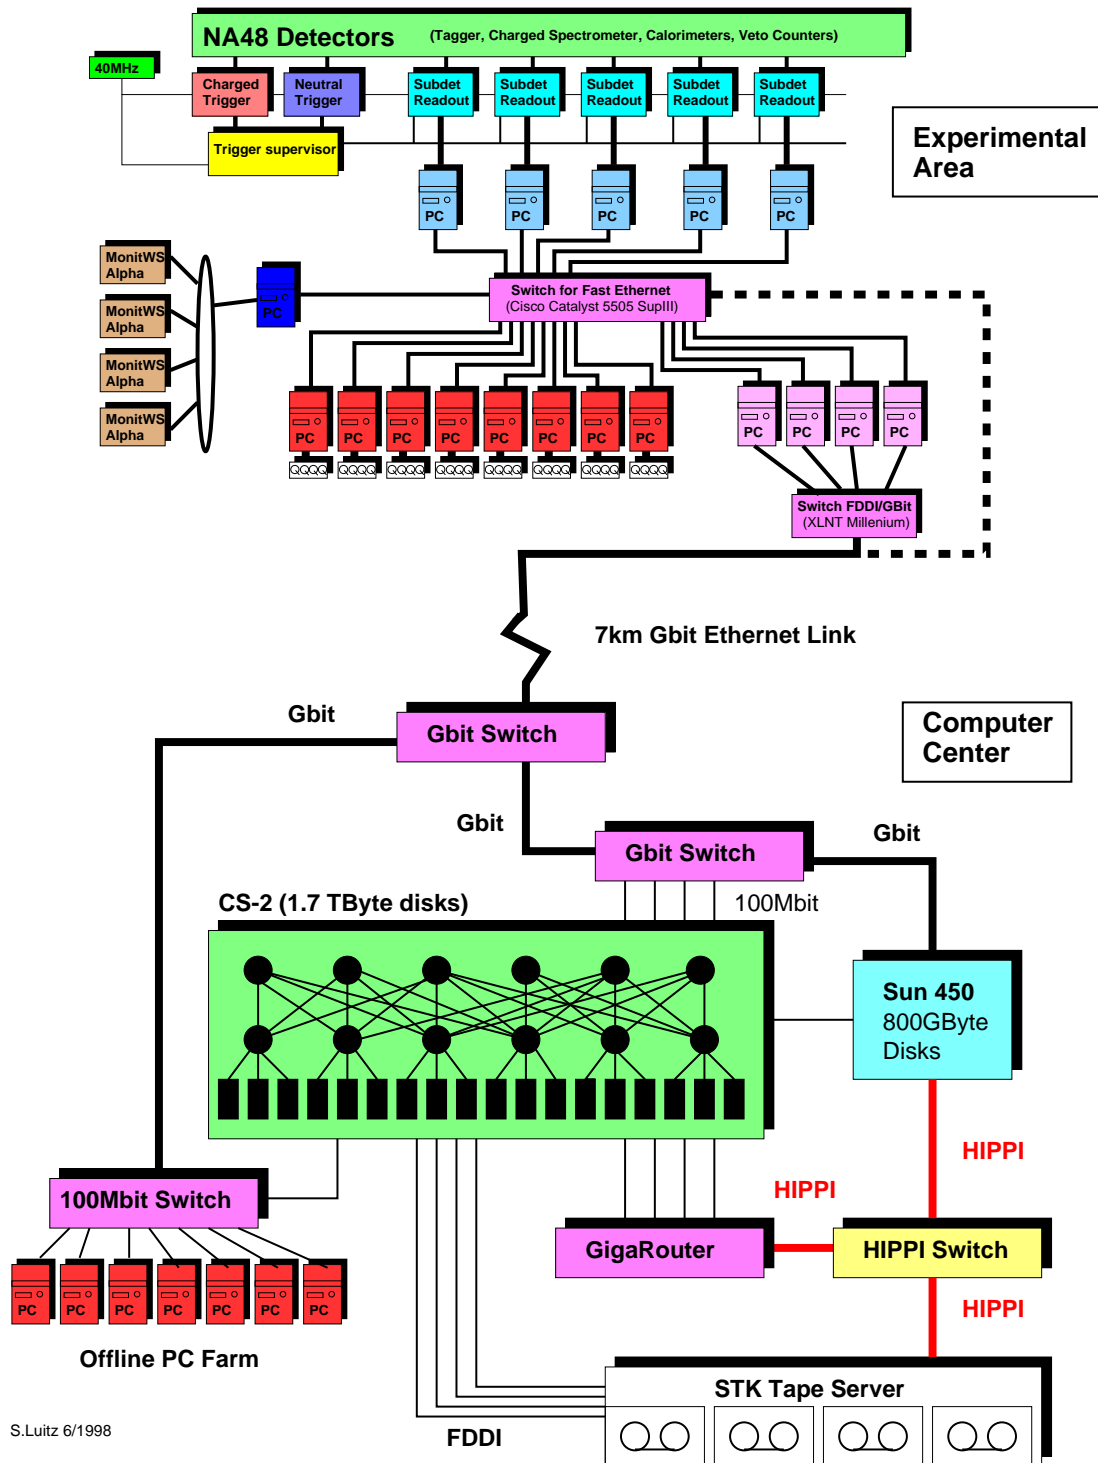 NA48 Detectors (Tagger, Charged Spectrometer, Calorimeters, Veto Counters)
40MHz
Charged
Trigger
Neutral
Trigger
Subdet
Readout
Subdet
Readout
Subdet
Readout
Subdet
Readout
Subdet
Readout
Trigger supervisor
Experimental
Area
PC
PC
PC
PC
PC
MonitWS
Alpha
MonitWS
Alpha
MonitWS
Alpha
MonitWS
Alpha
PC
Switch for Fast Ethernet
(Cisco Catalyst 5505 SupIII)
PC
PC
PC
PC
PC
PC
PC
PC
PC
PC
PC
PC
Switch FDDI/GBit
(XLNT Millenium)
7km Gbit Ethernet Link
Gbit
Gbit Switch
Computer
Center
Gbit
Gbit Switch
Gbit
CS-2 (1.7 TByte disks)
100Mbit
Sun 450
800GByte
Disks
HIPPI
HIPPI
100Mbit Switch
GigaRouter
HIPPI Switch
PC
PC
PC
PC
PC
PC
PC
HIPPI
Offline PC Farm
STK Tape Server
S.Luitz 6/1998
FDDI